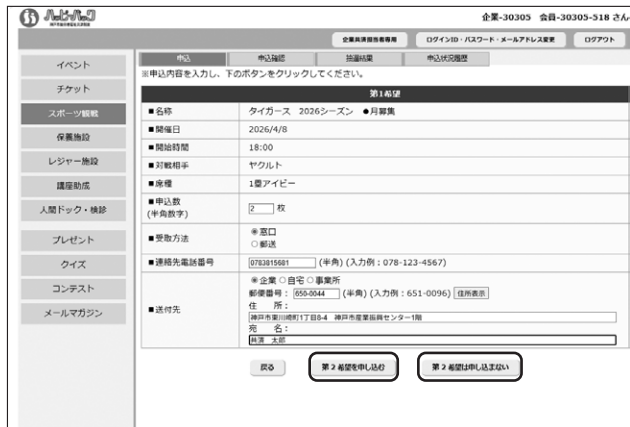 ハッピーパック
企業-30305 会員-30305-518 さん
企業共済担当者専用 ログインID・パスワード・メールアドレス変更 ログアウト
イベント
チケット
スポーツ観戦
保養施設
レジャー施設
講座助成
人間ドック・検診
プレゼント
クイズ
コンテスト
メールマガジン
申込 申込確認 抽選結果 申込状況履歴
※申込内容を入力し、下のボタンをクリックしてください。
第1希望
■名称 タイガース 2026シーズン ●月募集
■開催日 2026/4/8
■開始時間 18:00
■対戦相手 ヤクルト
■席種 1塁アイビー
■申込数
(半角数字) 2 枚
■受取方法 ◉窓口
○郵送
■連絡先電話番号 0783815681 (半角) (入力例：078-123-4567)
■送付先 ◉企業 ○自宅 ○事業所
郵便番号： 650-0044 (半角) (入力例：651-0096) 住所表示
住 所：
神戸市東川崎町1丁目8-4 神戸市産業振興センター1階
宛 名：
共済 太郎
戻る 第2希望を申し込む 第2希望は申し込まない